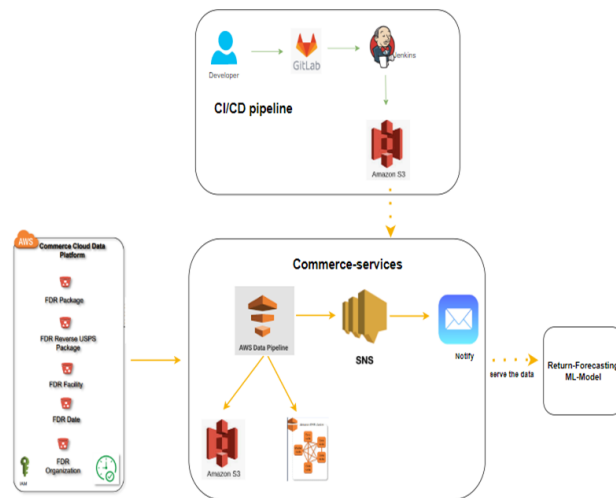 Developer
GitLab
Jenkins
CI/CD pipeline
Amazon S3
AWS
Commerce Cloud Data
Platform
FDR Package
FDR Reverse USPS
Package
FDR Facility
FDR Date
FDR
Organization
IAM
Commerce-services
AWS Data Pipeline
SNS
Notify
Amazon S3
serve the data
Return-Forecasting
ML-Model